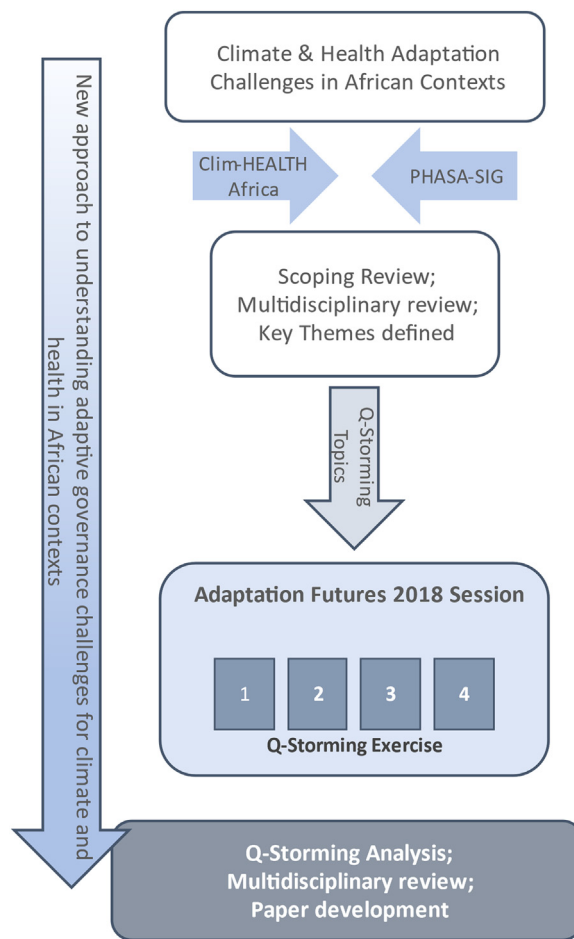 Climate & Health Adaptation
Challenges in African Contexts
Clim-HEALTH
Africa
PHASA-SIG
Scoping Review;
Multidisciplinary review;
Key Themes defined
Q-Storming
Topics
Adaptation Futures 2018 Session
1
2
3
4
Q-Storming Exercise
Q-Storming Analysis;
Multidisciplinary review;
Paper development
New approach to understanding adaptive governance challenges for climate and
health in African contexts